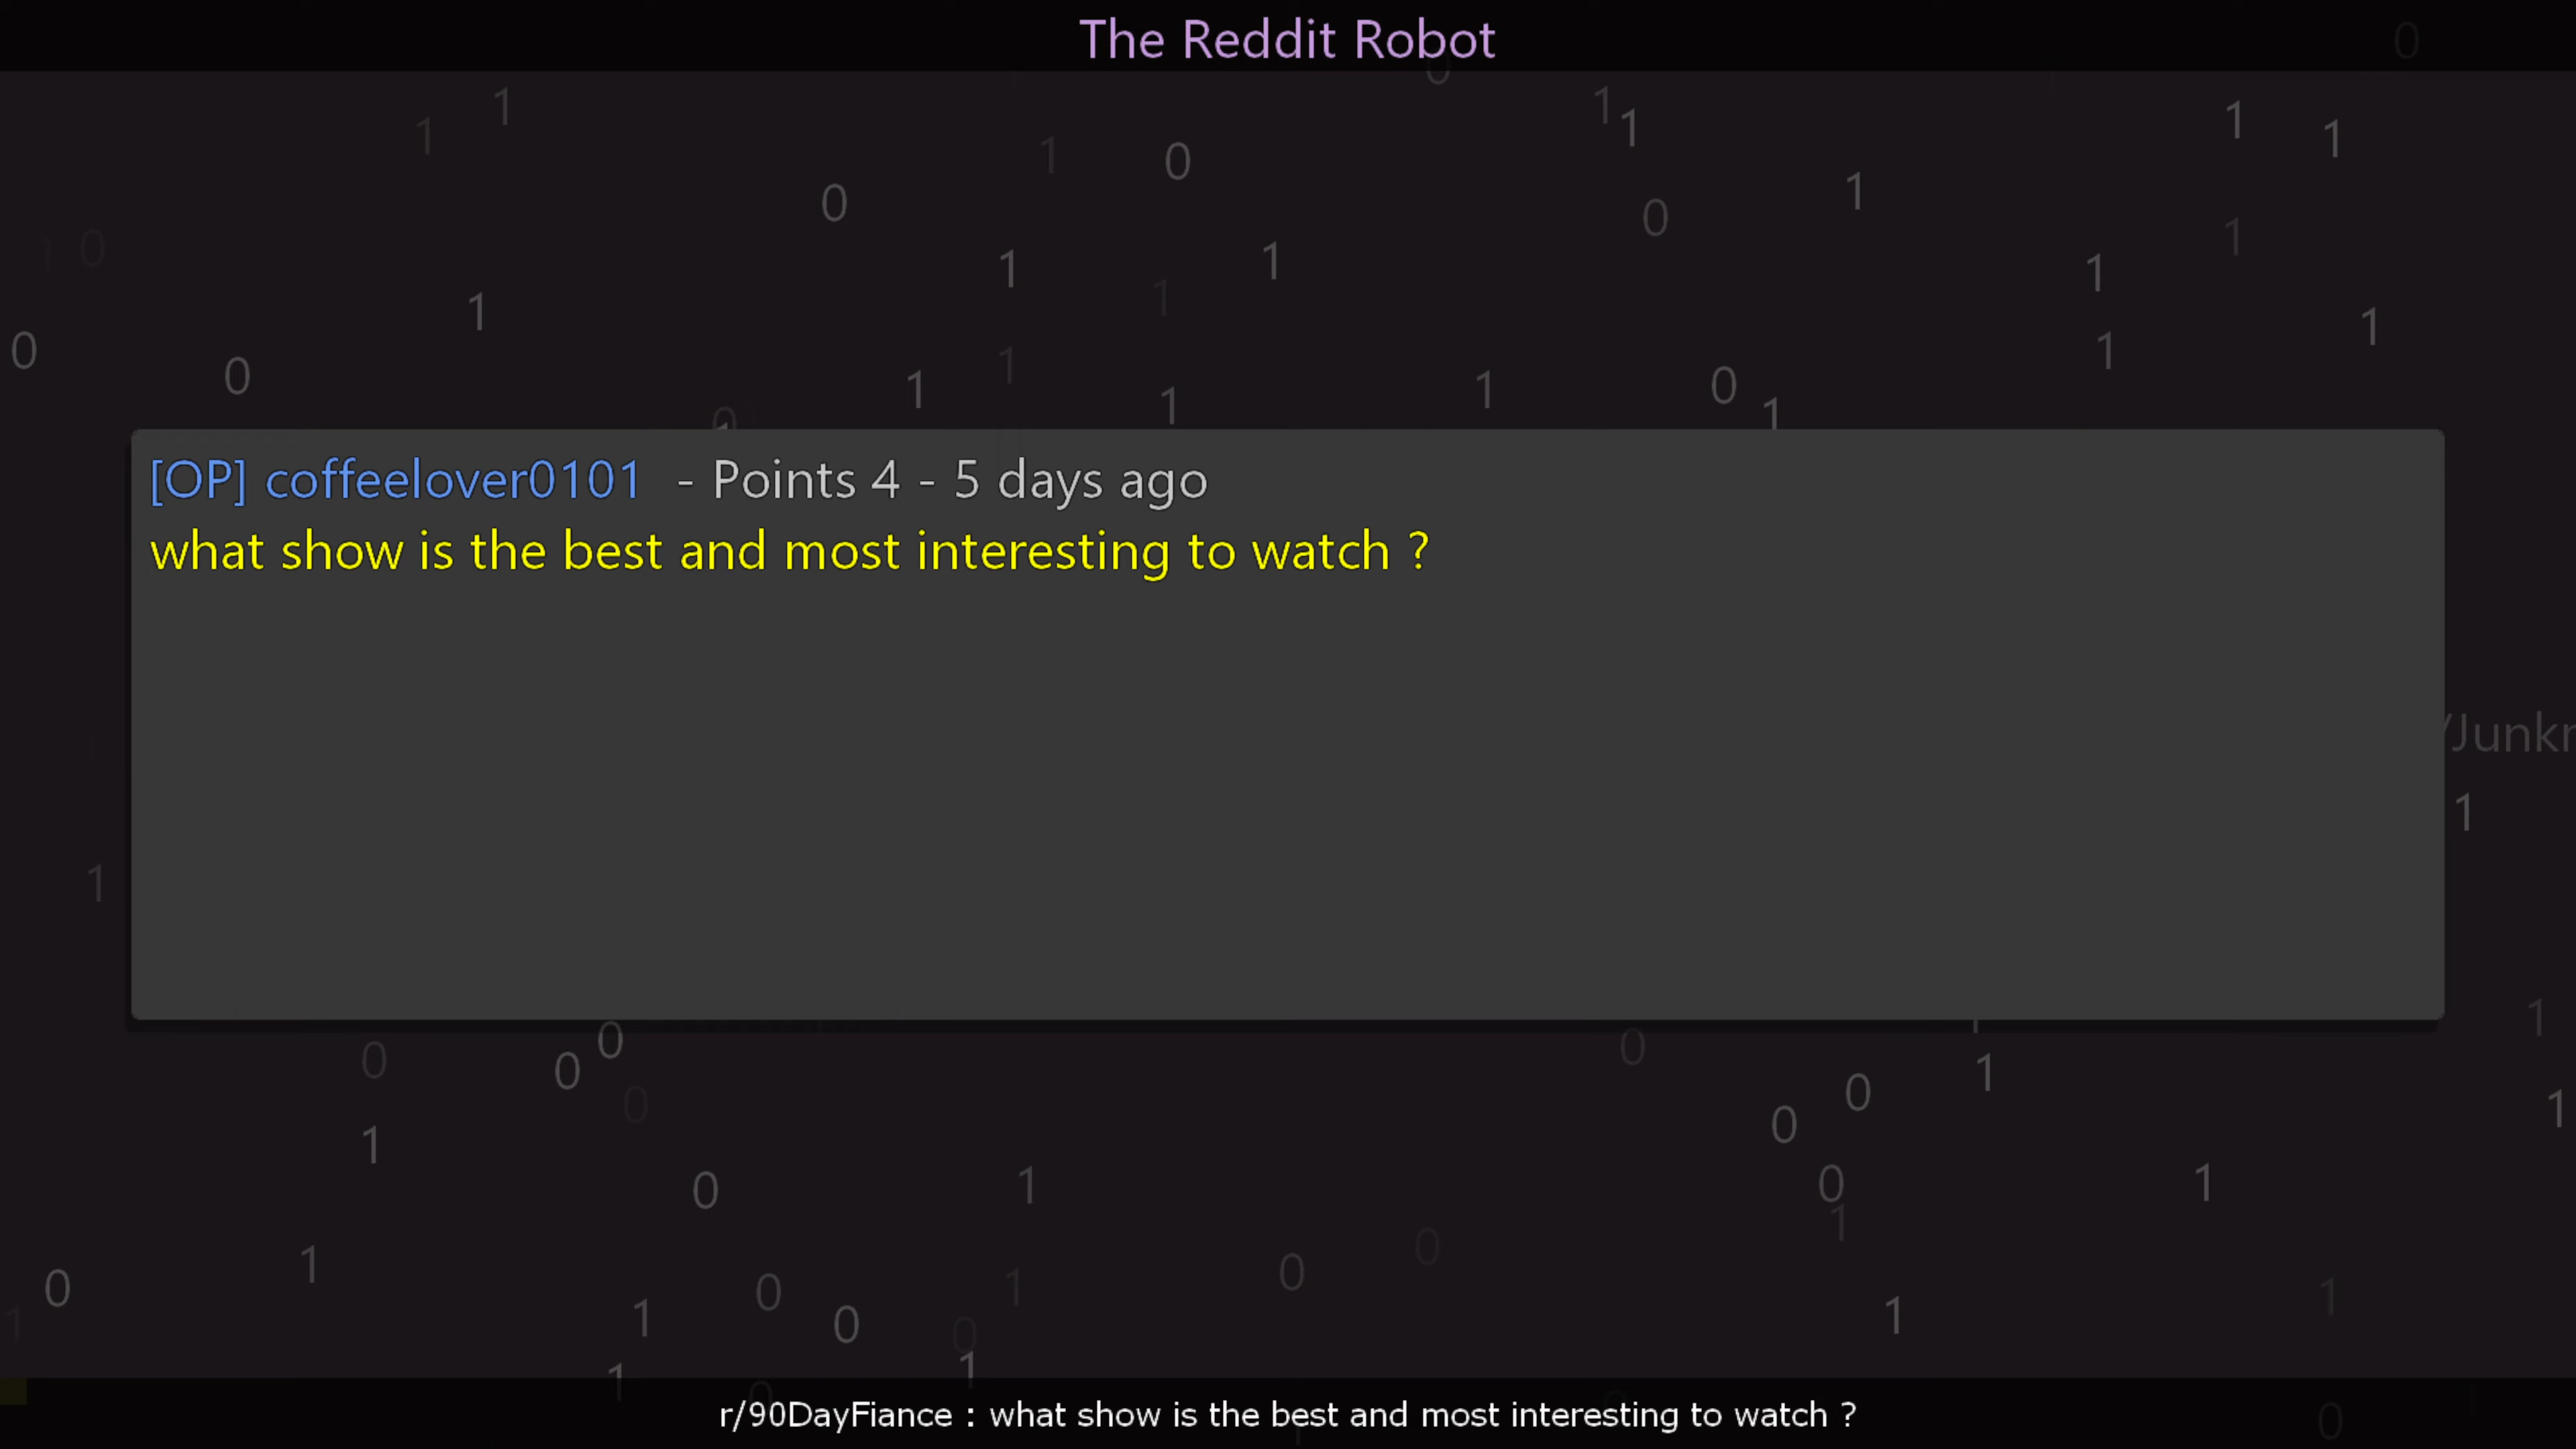 The Reddit Robot
[OP] coffeelover0101 - Points 4 - 5 days ago
what show is the best and most interesting to watch ?
r/90DayFiance : what show is the best and most interesting to watch ?